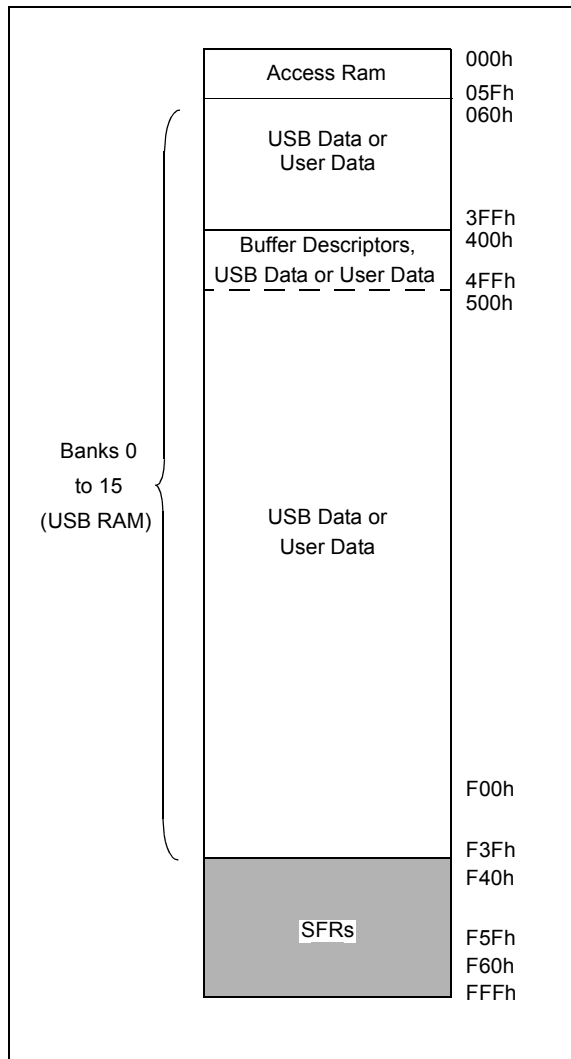 000h
Access Ram
05Fh
060h
USB Data or
User Data
3FFh
400h
Buffer Descriptors,
USB Data or User Data
4FFh
500h
Banks 0
to 15
(USB RAM)
USB Data or
User Data
F00h
F3Fh
F40h
SFRs
F5Fh
F60h
FFFh